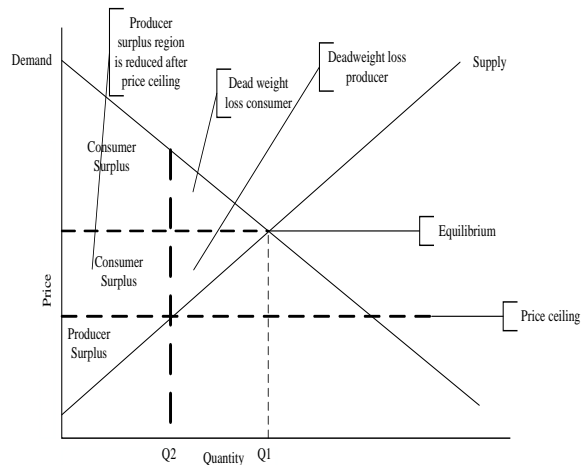 Producer
surplus region
is reduced after
price ceiling
Deadweight loss
producer
Demand
Supply
Dead weight
loss consumer
Consumer
Surplus
Equilibrium
Consumer
Surplus
Price
Price ceiling
Producer
Surplus
Q2
Quantity
Q1